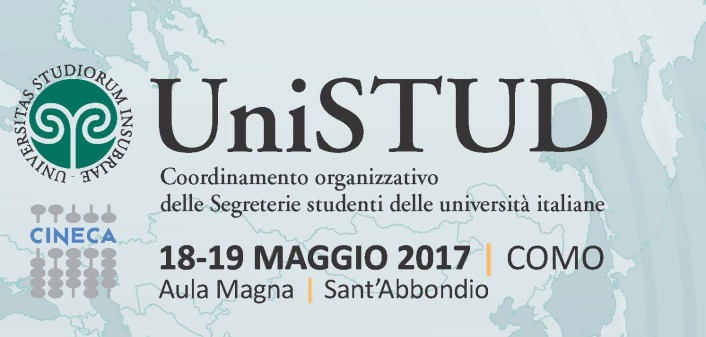 UNIVERSITAS STUDIORUM INSUBRIAE -
UniSTUD
Coordinamento organizzativo
delle Segreterie studenti delle università italiane
CINECA
18-19 MAGGIO 2017 | COMO
Aula Magna | Sant'Abbondio